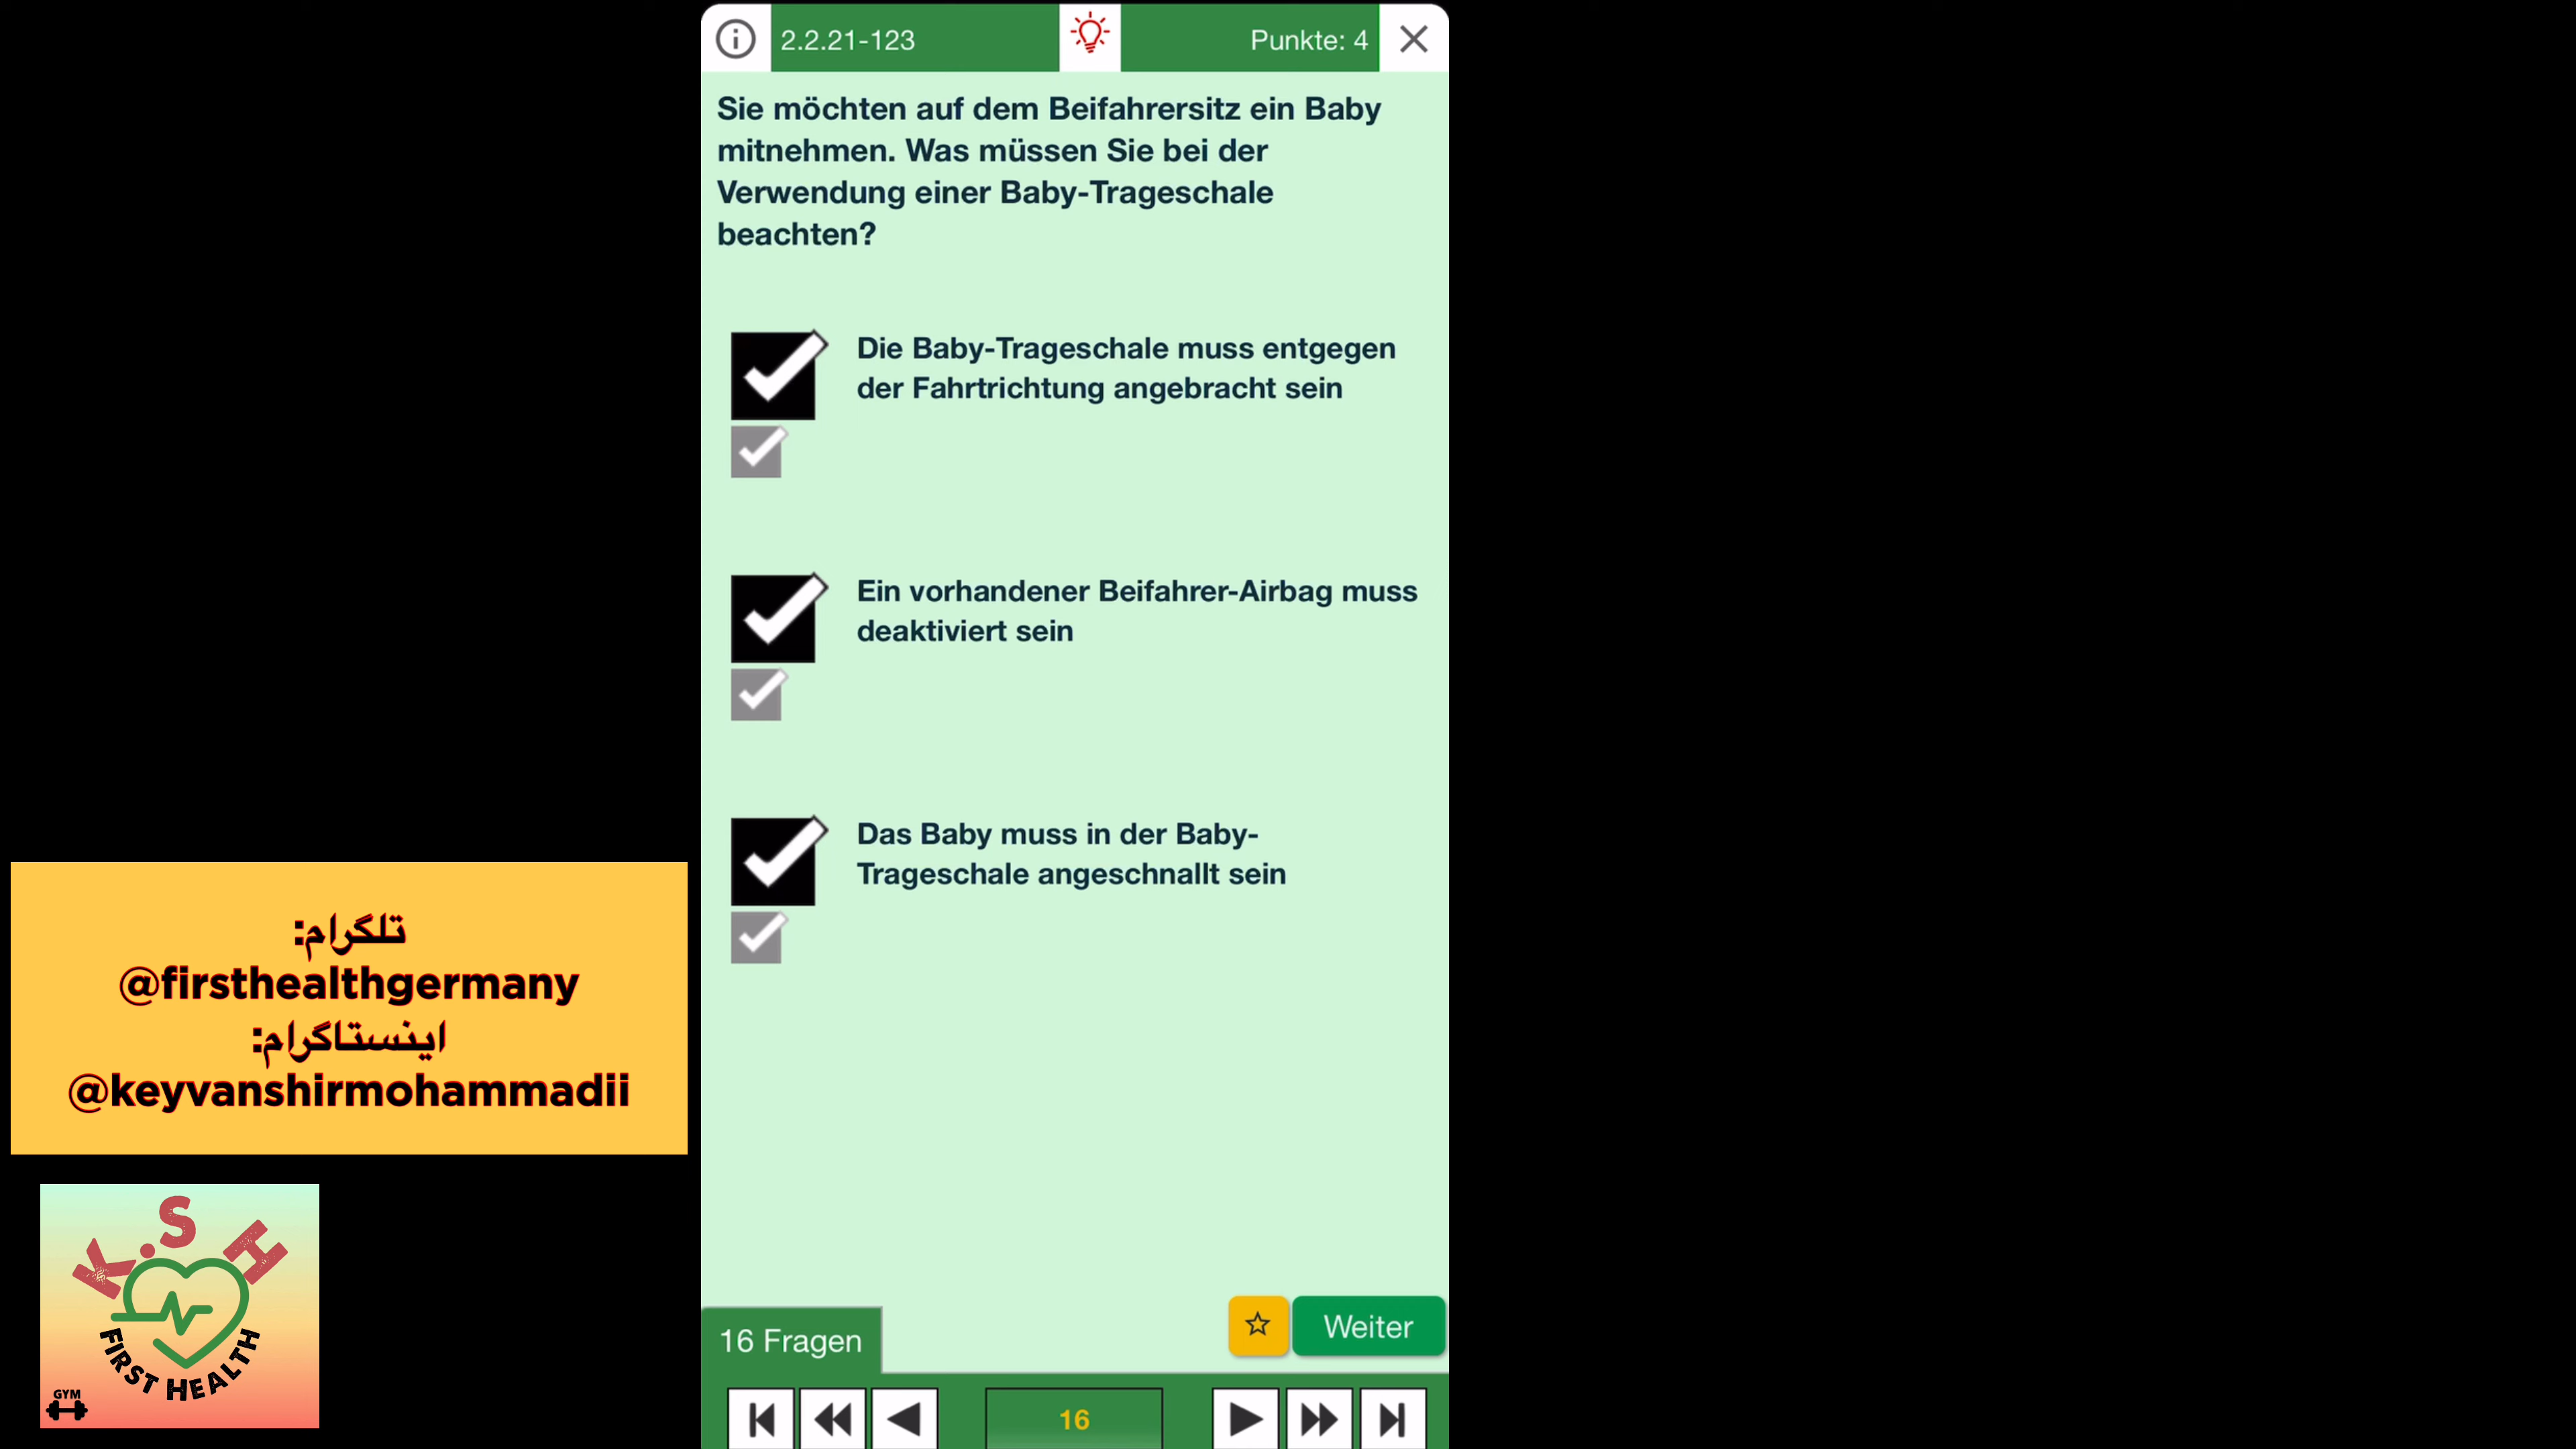 2.2.21-123
Punkte: 4
Sie möchten auf dem Beifahrersitz ein Baby
mitnehmen. Was müssen Sie bei der
Verwendung einer Baby-Trageschale
beachten?
Die Baby-Trageschale muss entgegen
der Fahrtrichtung angebracht sein
Ein vorhandener Beifahrer-Airbag muss
deaktiviert sein
Das Baby muss in der Baby-
Trageschale angeschnallt sein
تلگرام:
@firsthealthgermany
اینستاگرام:
@keyvanshirmohammadii
K.SH
FIRST HEALTH
GYM
16 Fragen
Weiter
16